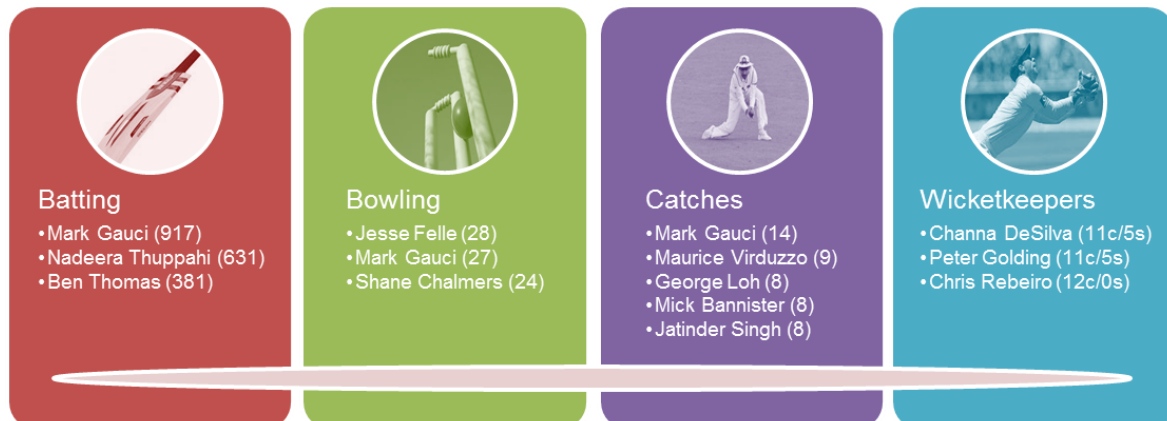 Batting
•Mark Gauci (917)
•Nadeera Thuppahi (631)
•Ben Thomas (381)
Bowling
•Jesse Felle (28)
•Mark Gauci (27)
•Shane Chalmers (24)
Catches
•Mark Gauci (14)
•Maurice Virduzzo (9)
•George Loh (8)
•Mick Bannister (8)
•Jatinder Singh (8)
Wicketkeepers
•Channa DeSilva (11c/5s)
•Peter Golding (11c/5s)
•Chris Rebeiro (12c/0s)